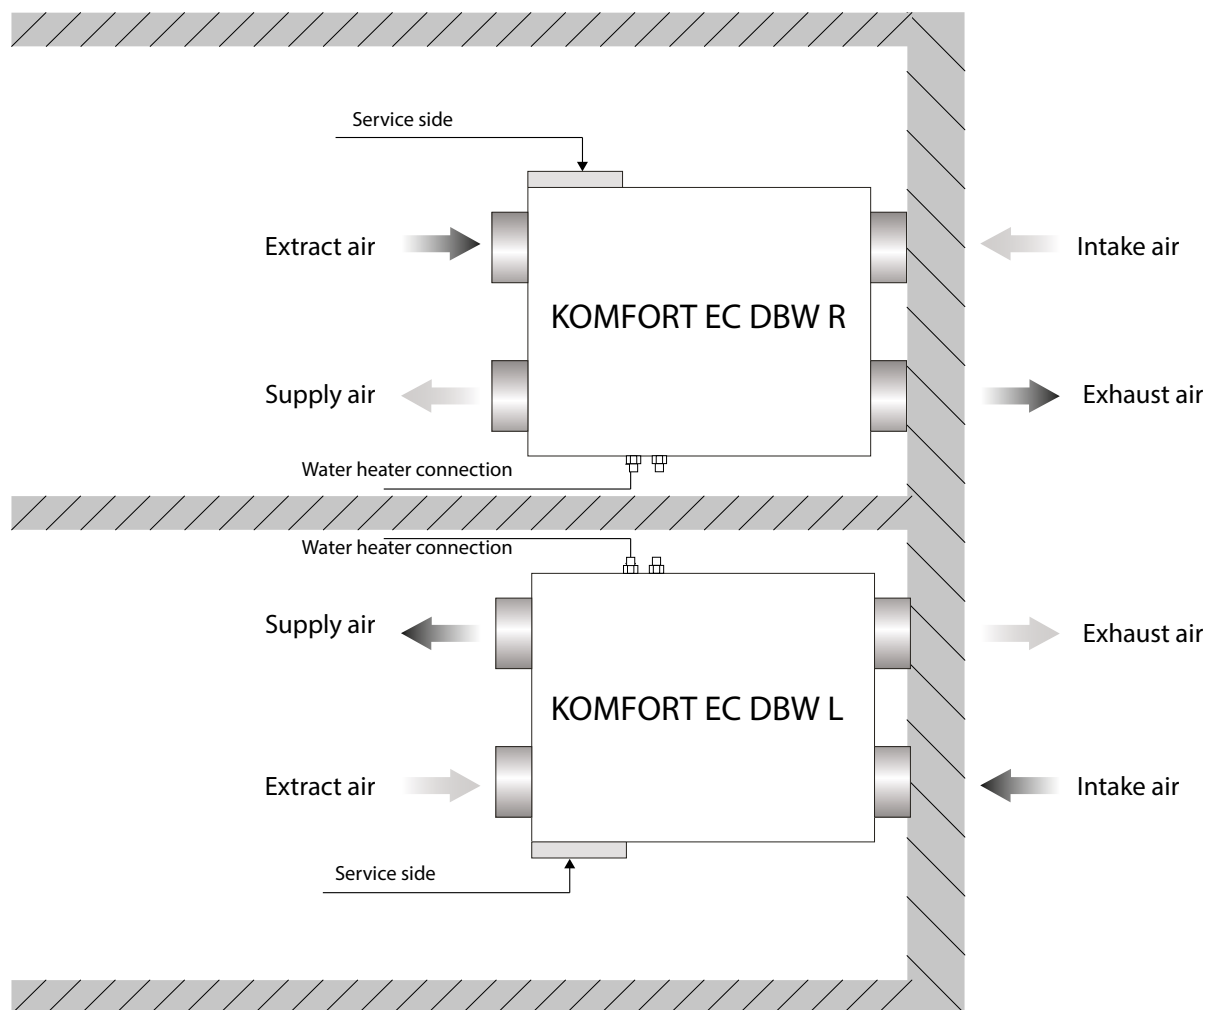 Service side
Extract air
Intake air
KOMFORT EC DBW R
Supply air
Exhaust air
Water heater connection
Water heater connection
Supply air
Exhaust air
KOMFORT EC DBW L
Extract air
Intake air
Service side